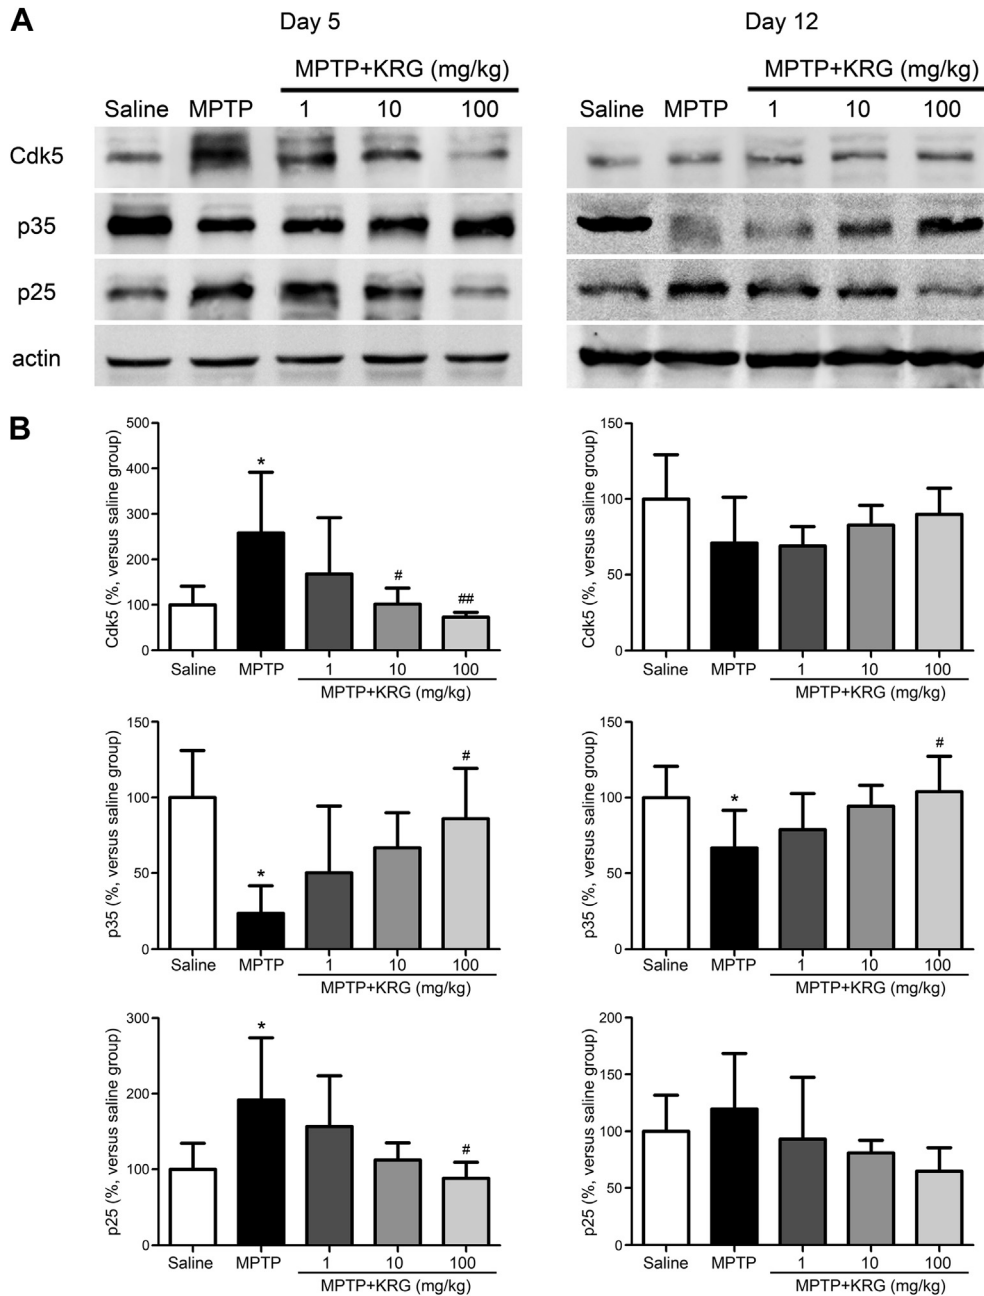 A
Day 5
Day 12
MPTP+KRG (mg/kg)
MPTP+KRG (mg/kg)
Saline MPTP 1 10 100
Saline MPTP 1 10 100
Cdk5
p35
p25
actin
B
Cdk5 (%, versus saline group)
500
400
300
200
100
0
*
#
##
Saline MPTP 1 10 100
MPTP+KRG (mg/kg)
Cdk5 (%, versus saline group)
150
100
50
0
Saline MPTP 1 10 100
MPTP+KRG (mg/kg)
p35 (%, versus saline group)
150
100
50
0
*
#
Saline MPTP 1 10 100
MPTP+KRG (mg/kg)
p35 (%, versus saline group)
150
100
50
0
*
#
Saline MPTP 1 10 100
MPTP+KRG (mg/kg)
p25 (%, versus saline group)
300
200
100
0
*
#
Saline MPTP 1 10 100
MPTP+KRG (mg/kg)
p25 (%, versus saline group)
200
150
100
50
0
Saline MPTP 1 10 100
MPTP+KRG (mg/kg)